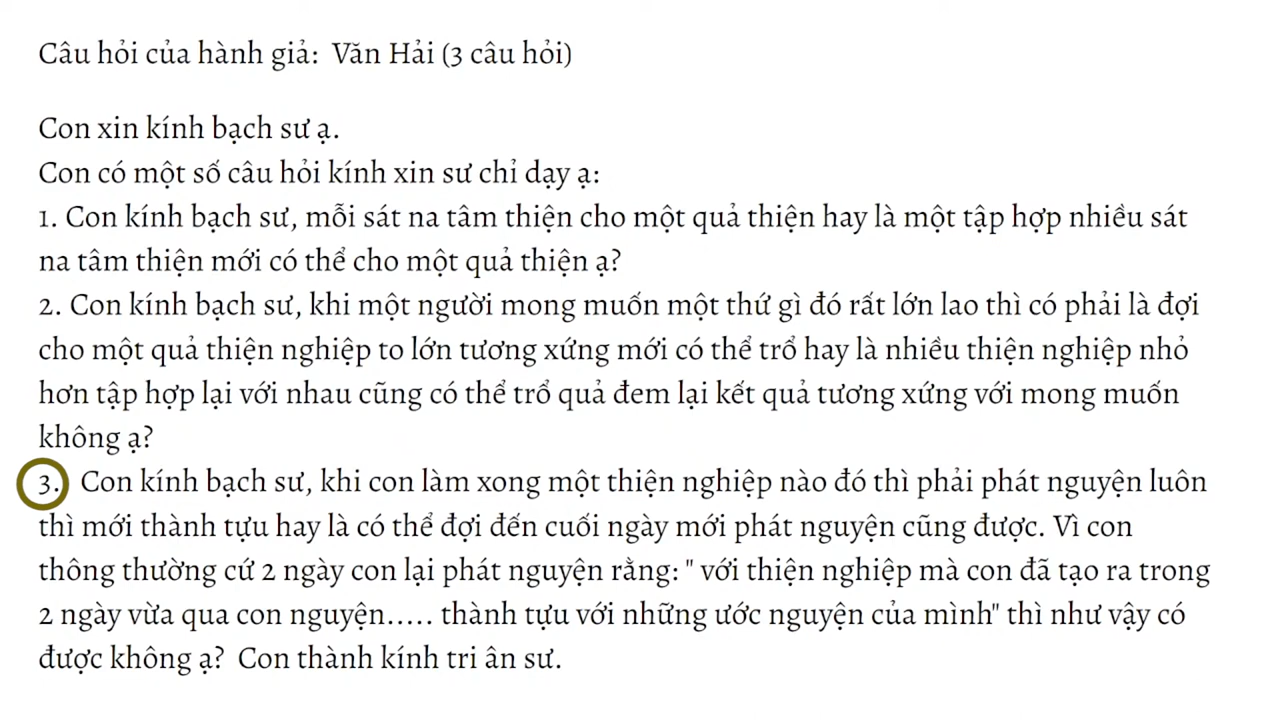 Câu hỏi của hành giả:  Văn Hải (3 câu hỏi)
Con xin kính bạch sư ạ.
Con có một số câu hỏi kính xin sư chỉ dạy ạ:
1. Con kính bạch sư, mỗi sát na tâm thiện cho một quả thiện hay là một tập hợp nhiều sát
na tâm thiện mới có thể cho một quả thiện ạ?
2. Con kính bạch sư, khi một người mong muốn một thứ gì đó rất lớn lao thì có phải là đợi
cho một quả thiện nghiệp to lớn tương xứng mới có thể trổ hay là nhiều thiện nghiệp nhỏ
hơn tập hợp lại với nhau cũng có thể trổ quả đem lại kết quả tương xứng với mong muốn
không ạ?
3.  Con kính bạch sư, khi con làm xong một thiện nghiệp nào đó thì phải phát nguyện luôn
thì mới thành tựu hay là có thể đợi đến cuối ngày mới phát nguyện cũng được. Vì con
thông thường cứ 2 ngày con lại phát nguyện rằng: " với thiện nghiệp mà con đã tạo ra trong
2 ngày vừa qua con nguyện..... thành tựu với những ước nguyện của mình" thì như vậy có
được không ạ?  Con thành kính tri ân sư.